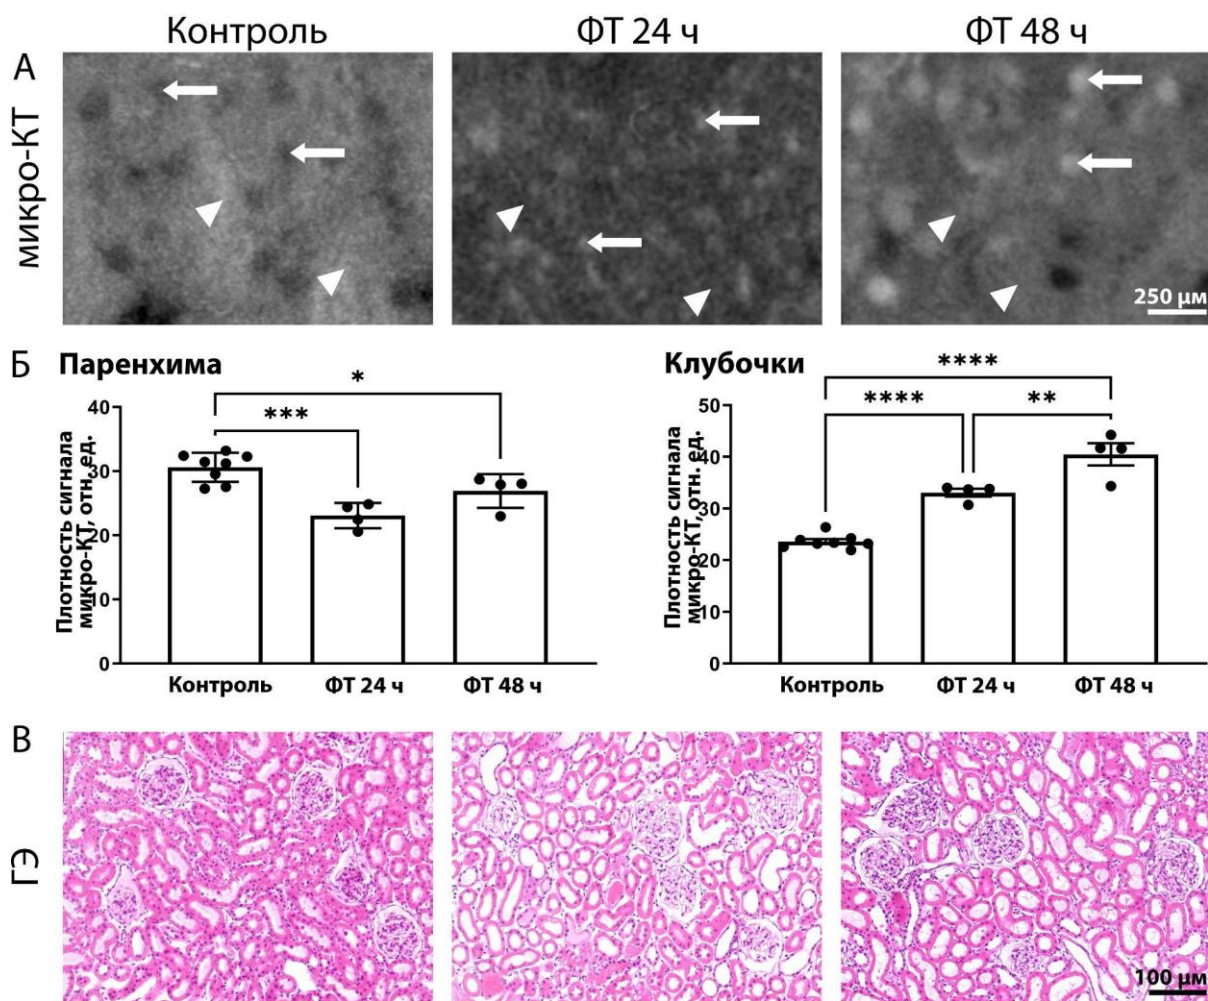 Контроль
ФТ 24 ч
ФТ 48 ч
А
микро-КТ
250 µм
Б
Паренхима
Клубочки
*
***
Плотность сигнала
микро-КТ, отн. ед.
40
30
20
10
0
Контроль
ФТ 24 ч
ФТ 48 ч
****
****
**
Плотность сигнала
микро-КТ, отн. ед.
50
40
30
20
10
0
Контроль
ФТ 24 ч
ФТ 48 ч
В
ГЭ
100 µм